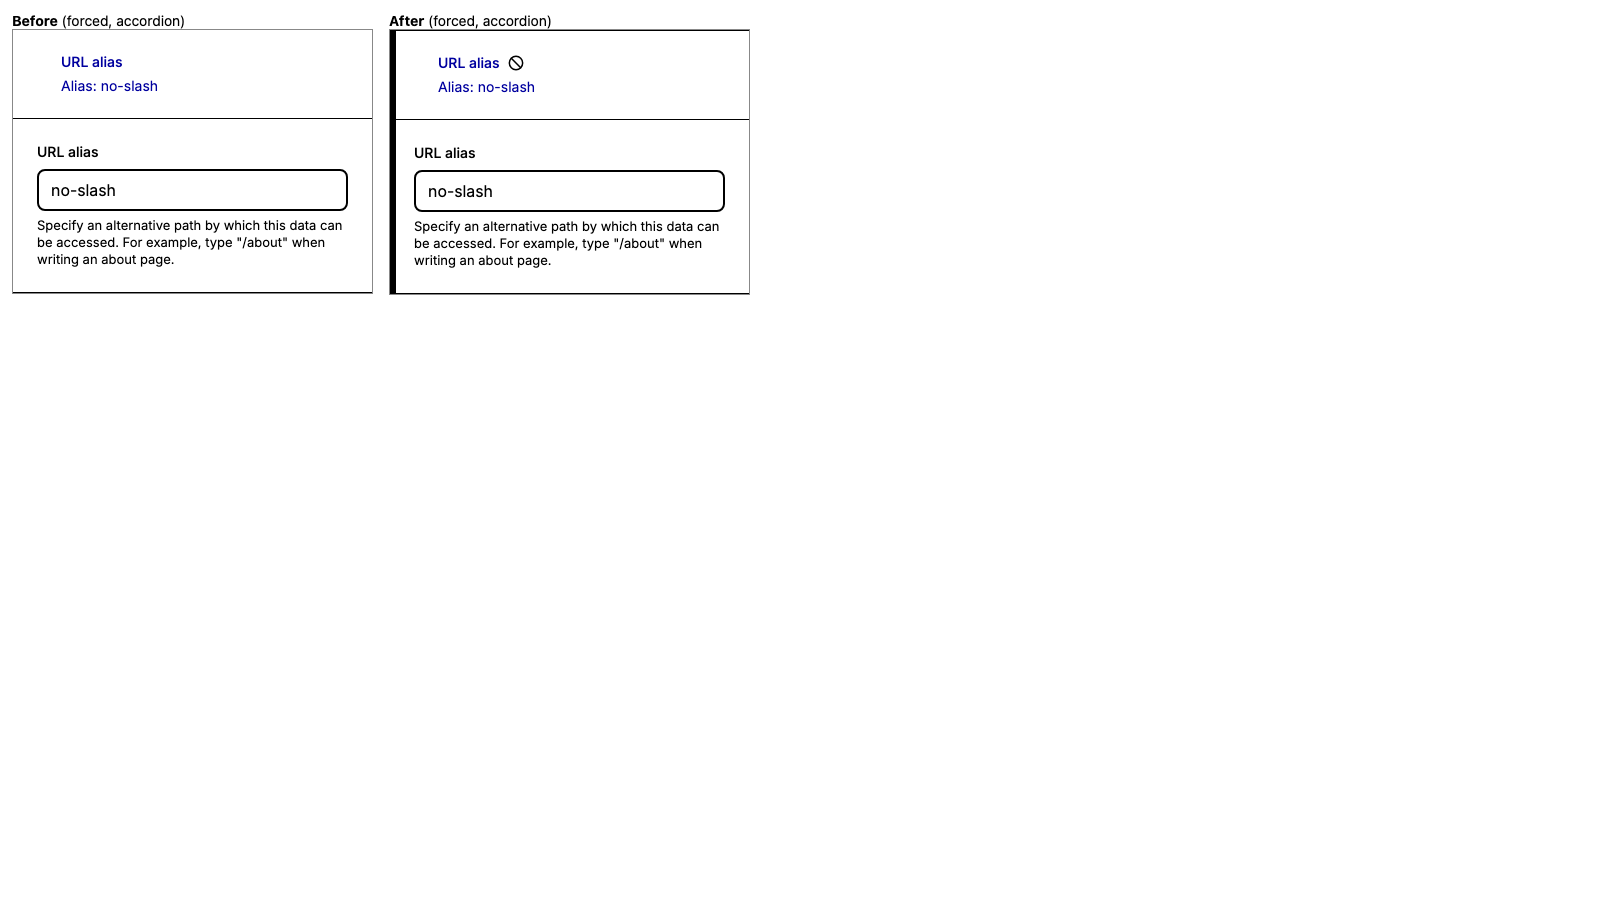 Before (forced, accordion)
URL alias
Alias: no-slash
URL alias
no-slash
Specify an alternative path by which this data can
be accessed. For example, type "/about" when
writing an about page.
After (forced, accordion)
URL alias
Alias: no-slash
URL alias
no-slash
Specify an alternative path by which this data can
be accessed. For example, type "/about" when
writing an about page.